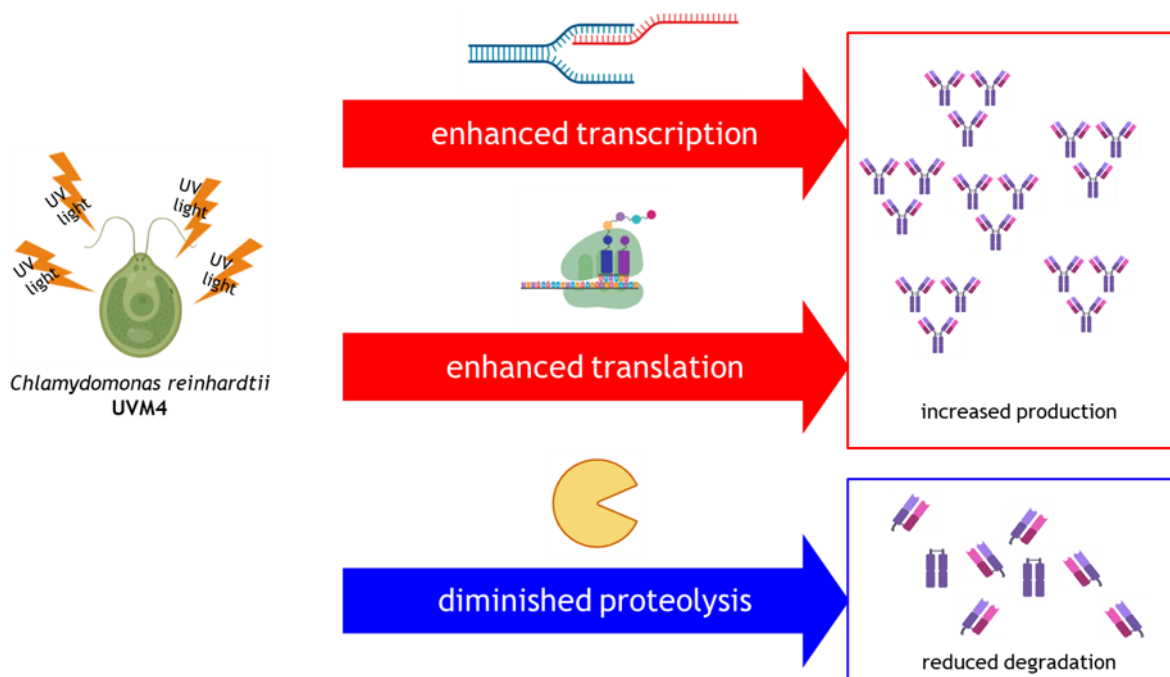 enhanced transcription
UV
light
UV
light
UV
light
UV
light
enhanced translation
Chlamydomonas reinhardtii
UVM4
increased production
diminished proteolysis
reduced degradation